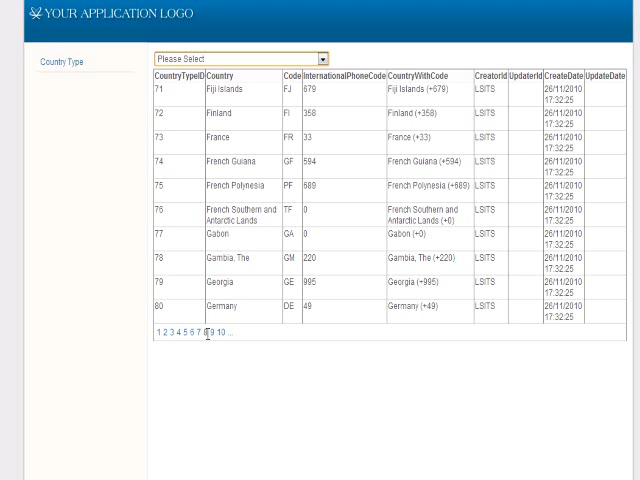 YOUR APPLICATION LOGO
Country Type
Please Select
CountryTypeID Country Code InternationalPhoneCode CountryWithCode CreatorId UpdaterId CreateDate UpdateDate
71 Fiji Islands FJ 679 Fiji Islands (+679) LSITS 26/11/2010
17:32:25
72 Finland FI 358 Finland (+358) LSITS 26/11/2010
17:32:25
73 France FR 33 France (+33) LSITS 26/11/2010
17:32:25
74 French Guiana GF 594 French Guiana (+594) LSITS 26/11/2010
17:32:25
75 French Polynesia PF 689 French Polynesia (+689) LSITS 26/11/2010
17:32:25
76 French Southern and TF 0 French Southern and LSITS 26/11/2010
Antarctic Lands Antarctic Lands (+0) 17:32:25
77 Gabon GA 0 Gabon (+0) LSITS 26/11/2010
17:32:25
78 Gambia, The GM 220 Gambia, The (+220) LSITS 26/11/2010
17:32:25
79 Georgia GE 995 Georgia (+995) LSITS 26/11/2010
17:32:25
80 Germany DE 49 Germany (+49) LSITS 26/11/2010
17:32:25
1 2 3 4 5 6 7 8 9 10 ...